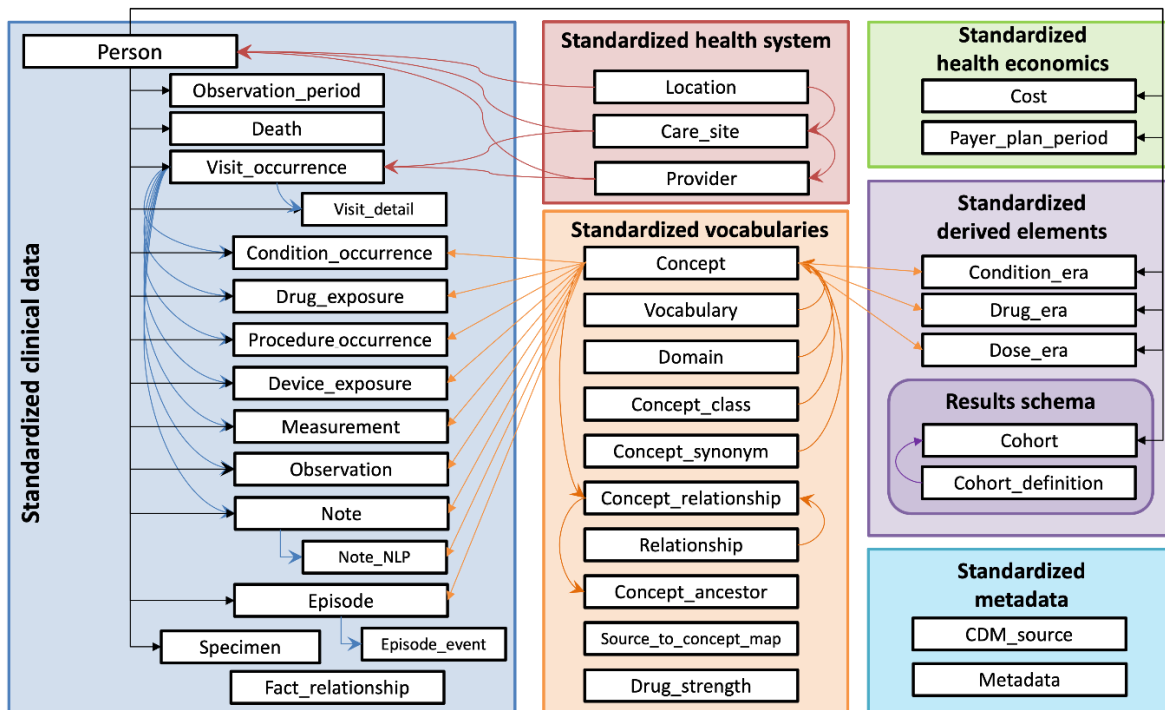 Standardized clinical data
Person
Observation_period
Death
Visit_occurrence
Visit_detail
Condition_occurrence
Drug_exposure
Procedure occurrence
Device_exposure
Measurement
Observation
Note
Note_NLP
Episode
Episode_event
Specimen
Fact_relationship
Standardized health system
Location
Care_site
Provider
Standardized vocabularies
Concept
Vocabulary
Domain
Concept_class
Concept_synonym
Concept_relationship
Relationship
Concept_ancestor
Source_to_concept_map
Drug_strength
Standardized
health economics
Cost
Payer_plan_period
Standardized
derived elements
Condition_era
Drug_era
Dose_era
Results schema
Cohort
Cohort_definition
Standardized
metadata
CDM_source
Metadata